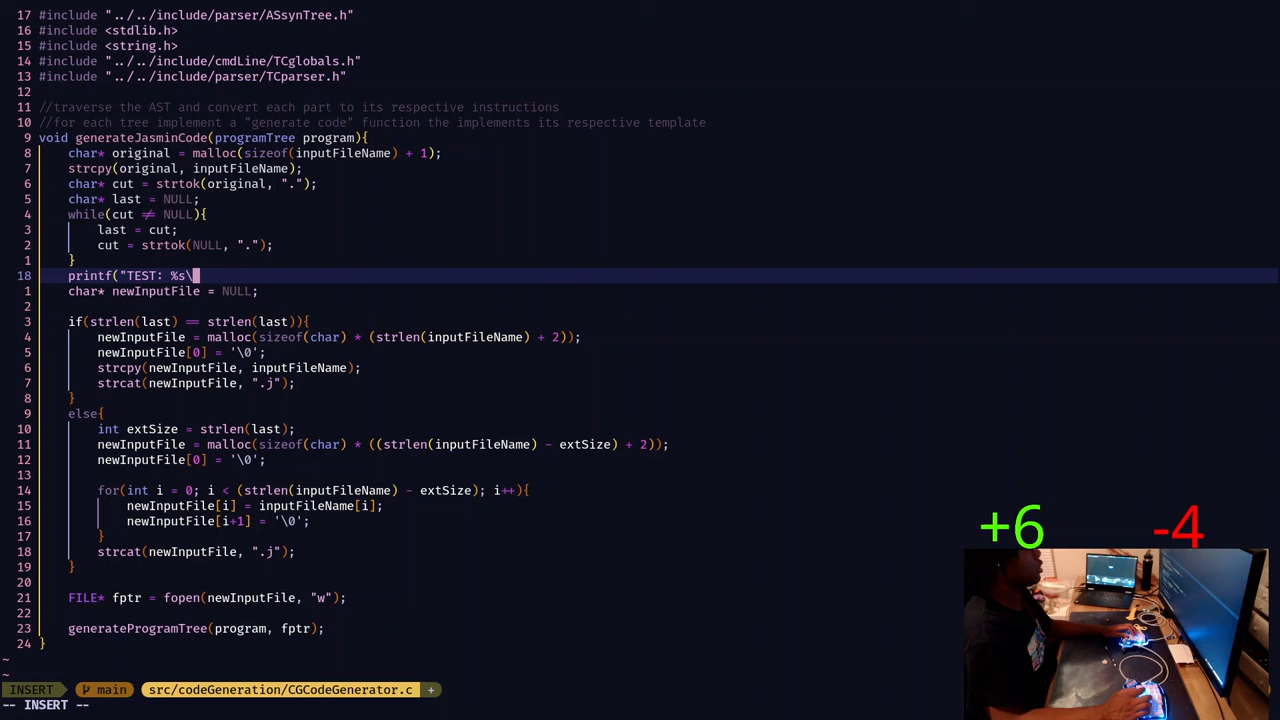 17 #include "../../include/parser/ASsynTree.h"
16 #include <stdlib.h>
15 #include <string.h>
14 #include "../../include/cmdLine/TCglobals.h"
13 #include "../../include/parser/TCparser.h"
12
11 //traverse the AST and convert each part to its respective instructions
10 //for each tree implement a "generate code" function the implements its respective template
9 void generateJasminCode(programTree program){
8 char* original = malloc(sizeof(inputFileName) + 1);
7 strcpy(original, inputFileName);
6 char* cut = strtok(original, ".");
5 char* last = NULL;
4 while(cut ≠ NULL){
3 last = cut;
2 cut = strtok(NULL, ".");
1 }
18 printf("TEST: %s\
1 char* newInputFile = NULL;
2
3 if(strlen(last) == strlen(last)){
4 newInputFile = malloc(sizeof(char) * (strlen(inputFileName) + 2));
5 newInputFile[0] = '\0';
6 strcpy(newInputFile, inputFileName);
7 strcat(newInputFile, ".j");
8 }
9 else{
10 int extSize = strlen(last);
11 newInputFile = malloc(sizeof(char) * ((strlen(inputFileName) - extSize) + 2));
12 newInputFile[0] = '\0';
13
14 for(int i = 0; i < (strlen(inputFileName) - extSize); i++){
15 newInputFile[i] = inputFileName[i];
16 newInputFile[i+1] = '\0';
17 }
18 strcat(newInputFile, ".j");
19 }
20
21 FILE* fptr = fopen(newInputFile, "w");
22
23 generateProgramTree(program, fptr);
24 }
~
~
+6 -4
INSERT main src/codeGeneration/CGCodeGenerator.c +
-- INSERT --